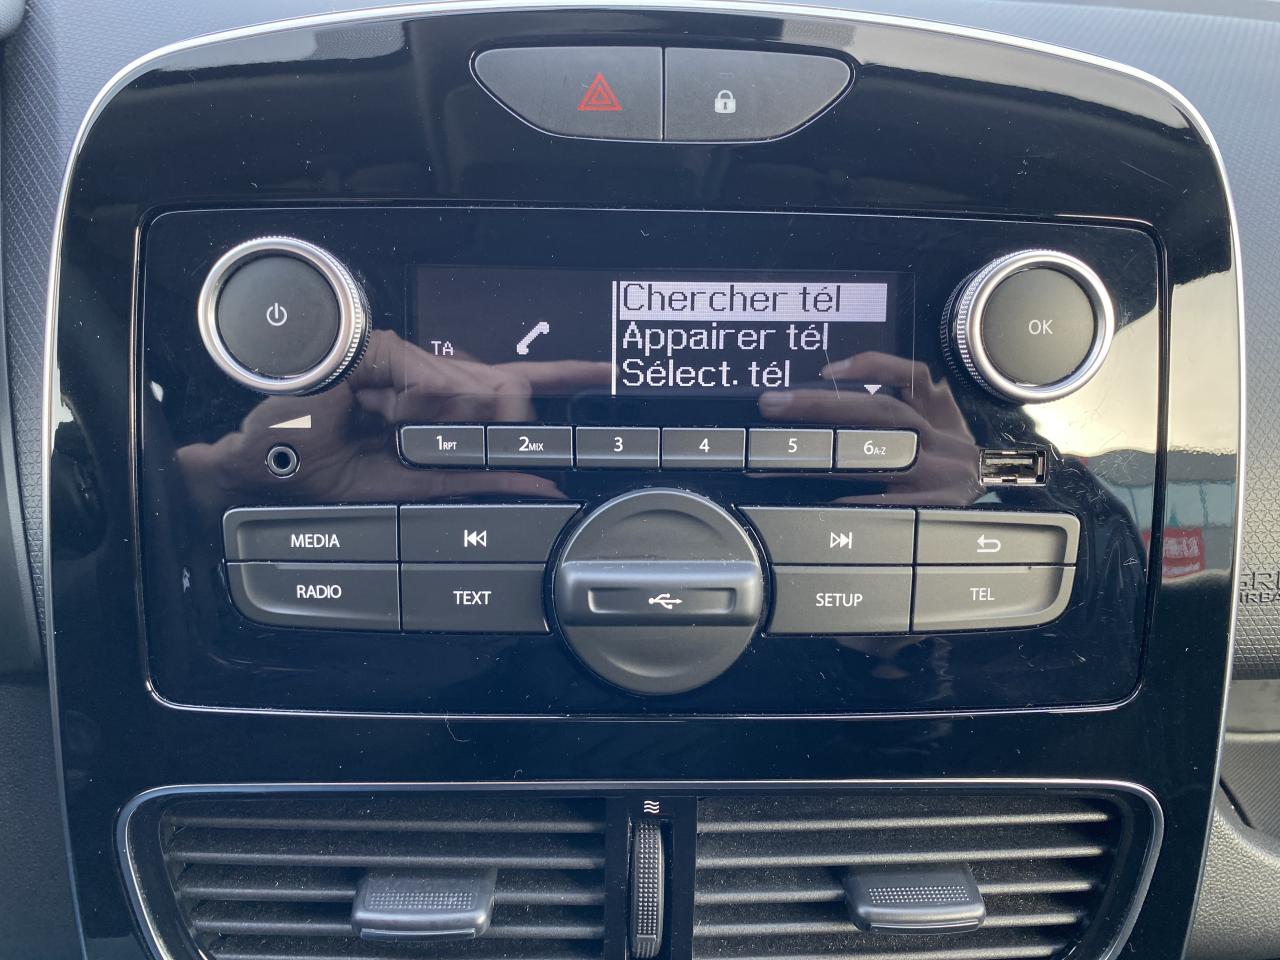 Chercher tél
TA
Appairer tél
Sélect. tél
OK
1RPT
2MIX
3
4
5
6A-Z
MEDIA
RADIO
TEXT
SETUP
TEL